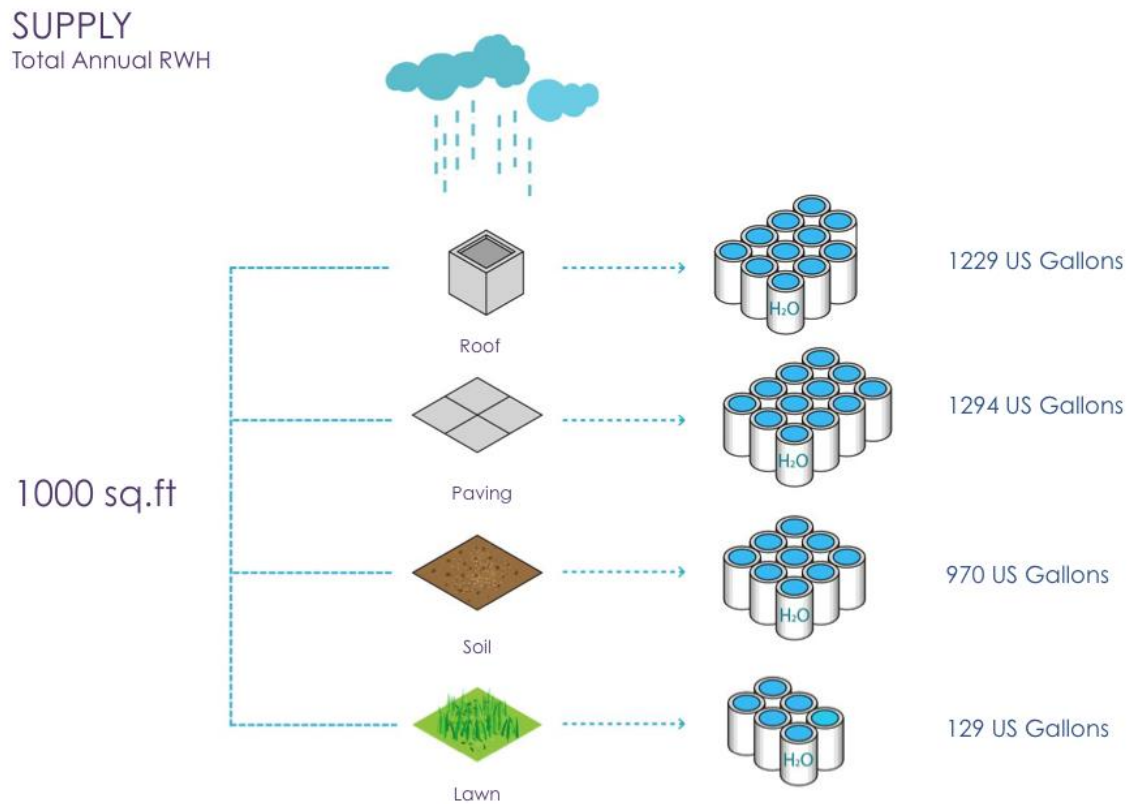 SUPPLY
Total Annual RWH
H₂O
1229 US Gallons
Roof
H₂O
1294 US Gallons
Paving
1000 sq.ft
H₂O
970 US Gallons
Soil
H₂O
129 US Gallons
Lawn